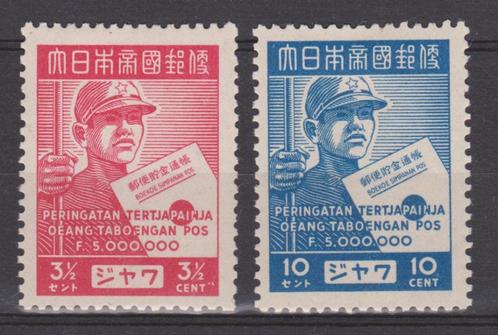 大日本帝國郵便
郵便貯金通帳
BOEKOE SIMPANAN POS
PERINGATAN TERTJAPAINJA
OEANG TABOENGAN POS
F. 5.000.000
3½ 3½
セント ジャワ CENT
大日本帝國郵便
郵便貯金通帳
BOEKOE SIMPANAN POS
PERINGATAN TERTJAPAINJA
OEANG TABOENGAN POS
F. 5.000.000
10 10
セント ジャワ CENT